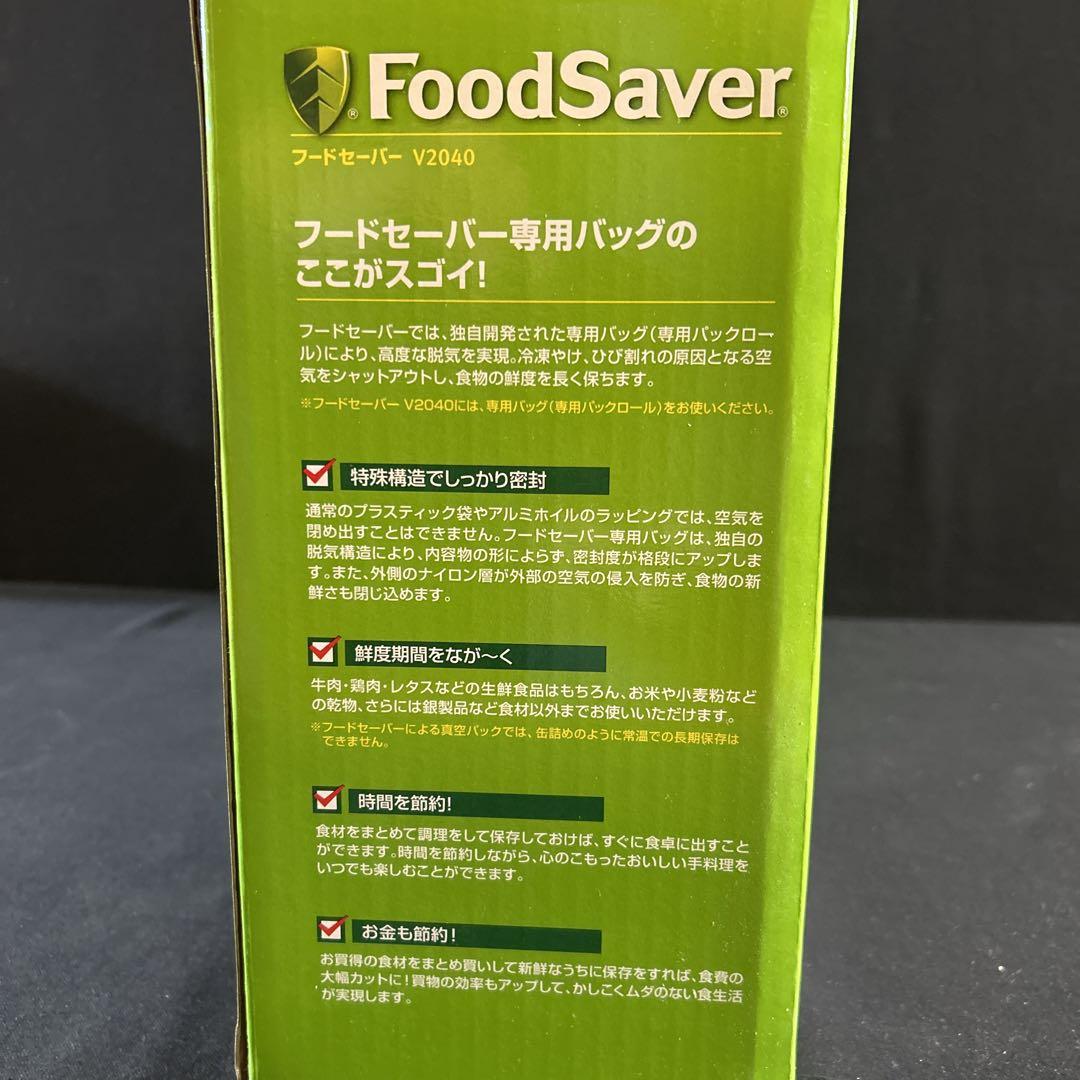 FoodSaver®
フードセーバー V2040
フードセーバー専用バッグの
ここがスゴイ!
フードセーバーでは、独自開発された専用バッグ(専用パックロー
ル)により、高度な脱気を実現。冷凍やけ、ひび割れの原因となる空
気をシャットアウトし、食物の鮮度を長く保ちます。
※フードセーバー V2040には、専用バッグ(専用パックロール)をお使いください。
特殊構造でしっかり密封
通常のプラスティック袋やアルミホイルのラッピングでは、空気を
閉め出すことはできません。フードセーバー専用バッグは、独自の
脱気構造により、内容物の形によらず、密封度が格段にアップしま
す。また、外側のナイロン層が外部の空気の侵入を防ぎ、食物の新
鮮さも閉じ込めます。
鮮度期間をなが〜く
牛肉・鶏肉・レタスなどの生鮮食品はもちろん、お米や小麦粉など
の乾物、さらには銀製品など食材以外までお使いいただけます。
※フードセーバーによる真空パックでは、缶詰めのように常温での長期保存は
できません。
時間を節約!
食材をまとめて調理をして保存しておけば、すぐに食卓に出すこと
ができます。時間を節約しながら、心のこもったおいしい手料理を
いつでも楽しむことができます。
お金も節約!
お買得の食材をまとめ買いして新鮮なうちに保存をすれば、食費の
大幅カットに!買物の効率もアップして、かしこくムダのない食生活
が実現します。